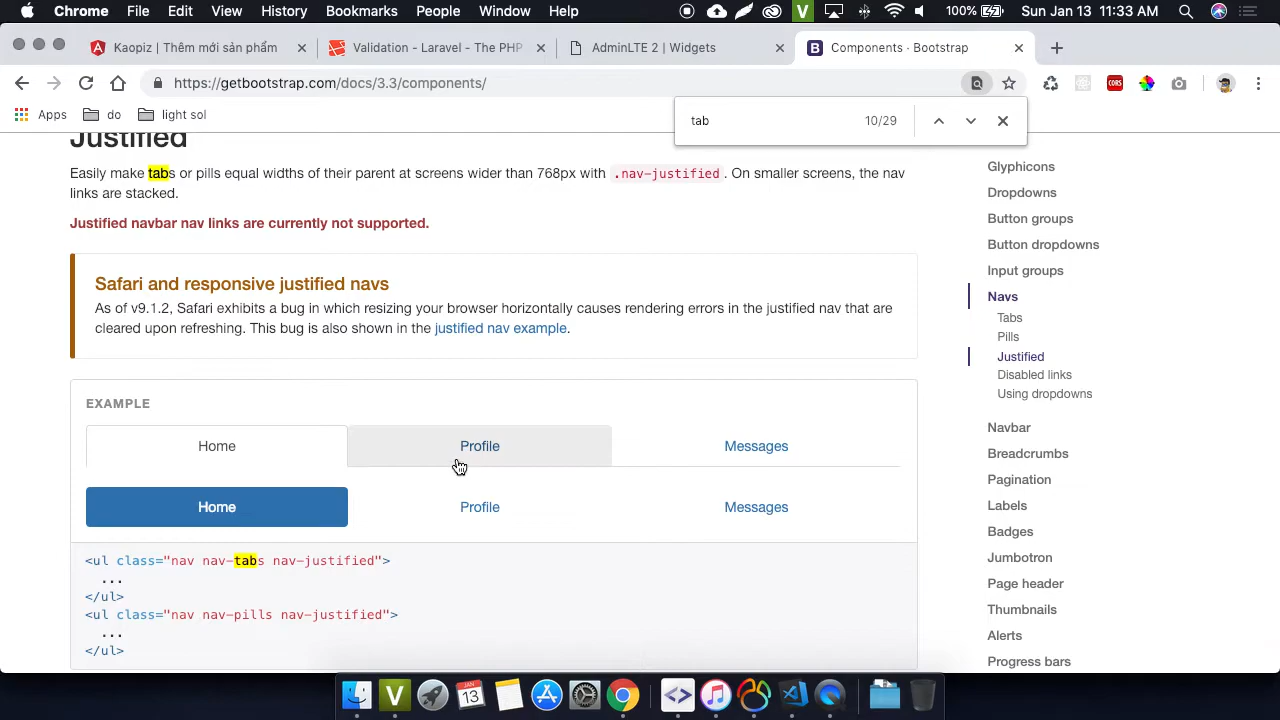 Chrome File Edit View History Bookmarks People Window Help 100% Sun Jan 13 11:33 AM
Kaopiz | Thêm mới sản phẩm
Validation - Laravel - The PHP
AdminLTE 2 | Widgets
Components · Bootstrap
https://getbootstrap.com/docs/3.3/components/
CORS
Apps do light sol
tab 10/29
Justified
Easily make tabs or pills equal widths of their parent at screens wider than 768px with .nav-justified. On smaller screens, the nav
links are stacked.
Justified navbar nav links are currently not supported.
Safari and responsive justified navs
As of v9.1.2, Safari exhibits a bug in which resizing your browser horizontally causes rendering errors in the justified nav that are
cleared upon refreshing. This bug is also shown in the justified nav example.
EXAMPLE
Home Profile Messages
Home Profile Messages
<ul class="nav nav-tabs nav-justified">
...
</ul>
<ul class="nav nav-pills nav-justified">
...
</ul>
Glyphicons
Dropdowns
Button groups
Button dropdowns
Input groups
Navs
Tabs
Pills
Justified
Disabled links
Using dropdowns
Navbar
Breadcrumbs
Pagination
Labels
Badges
Jumbotron
Page header
Thumbnails
Alerts
Progress bars
JAN
13